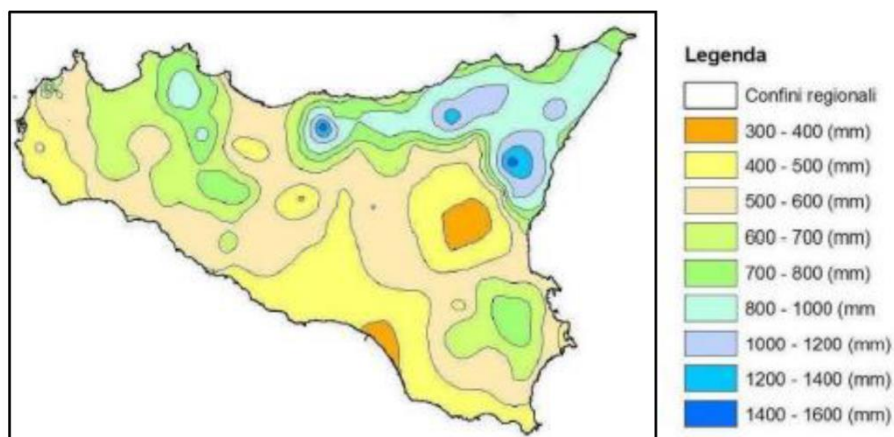 Legenda
Confini regionali
300 - 400 (mm)
400 - 500 (mm)
500 - 600 (mm)
600 - 700 (mm)
700 - 800 (mm)
800 - 1000 (mm
1000 - 1200 (mm)
1200 - 1400 (mm)
1400 - 1600 (mm)